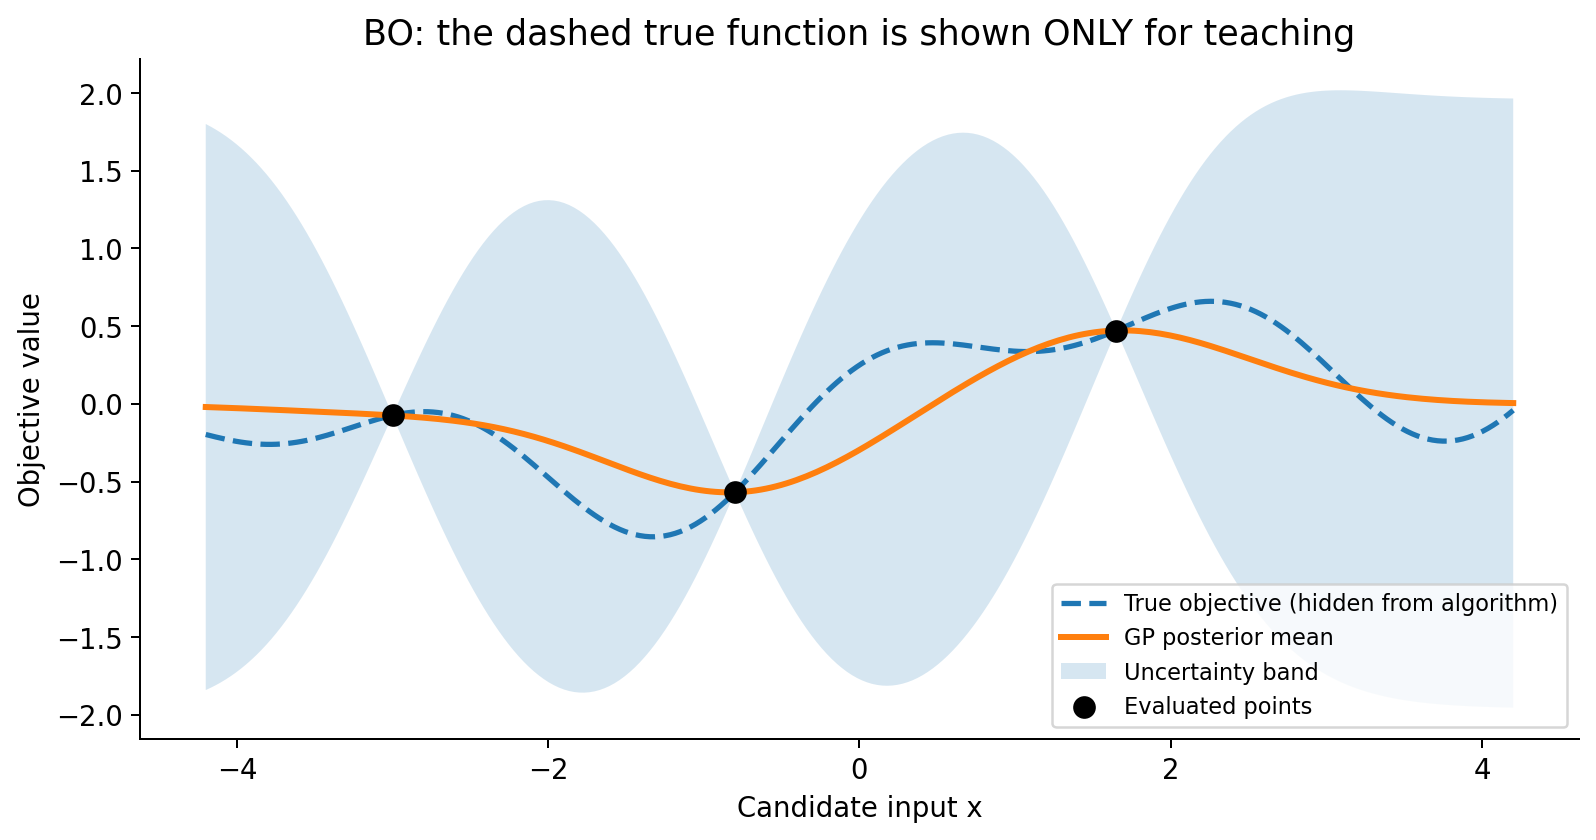 BO: the dashed true function is shown ONLY for teaching
2.0
1.5
1.0
0.5
0.0
−0.5
−1.0
−1.5
−2.0
Objective value
True objective (hidden from algorithm)
GP posterior mean
Uncertainty band
Evaluated points
−4
−2
0
2
4
Candidate input x